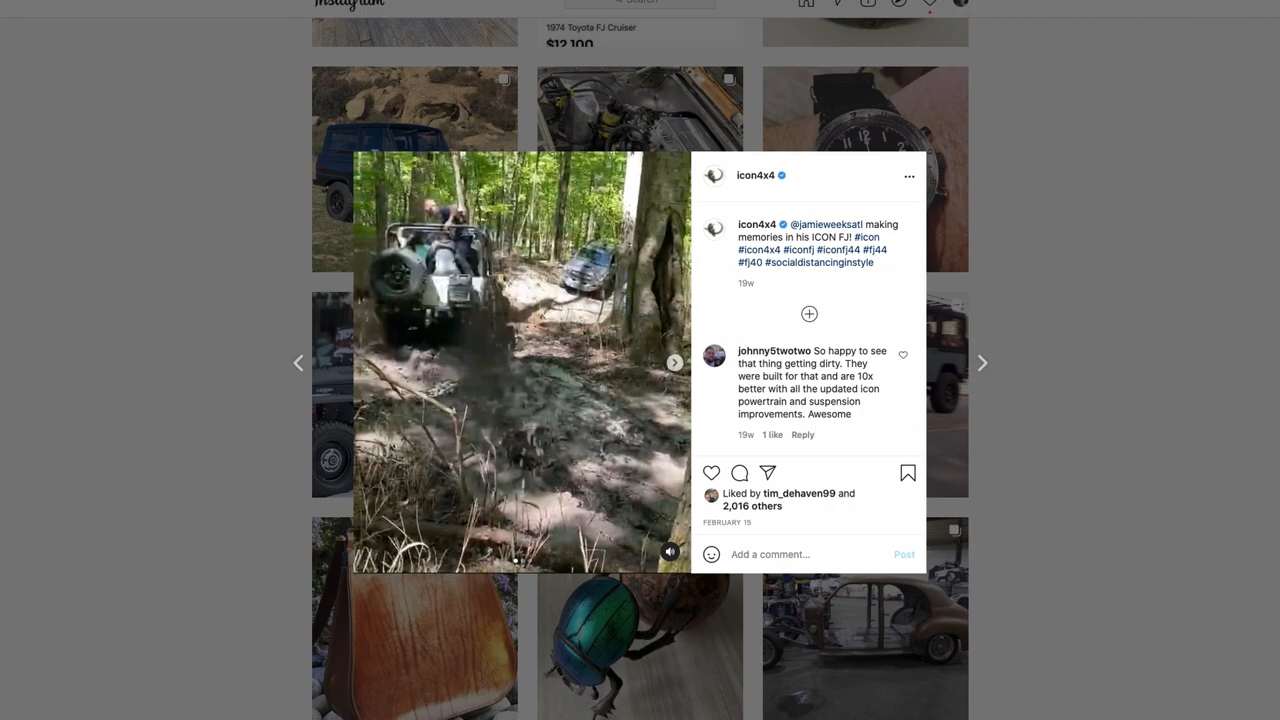 Instagram
Search
1974 Toyota FJ Cruiser
$12,100
icon4x4
icon4x4 @jamieweeksatl making
memories in his ICON FJ! #icon
#icon4x4 #iconfj #iconfj44 #fj44
#fj40 #socialdistancinginstyle
19w
johnny5twotwo So happy to see
that thing getting dirty. They
were built for that and are 10x
better with all the updated icon
powertrain and suspension
improvements. Awesome
19w 1 like Reply
Liked by tim_dehaven99 and
2,016 others
FEBRUARY 15
Add a comment... Post